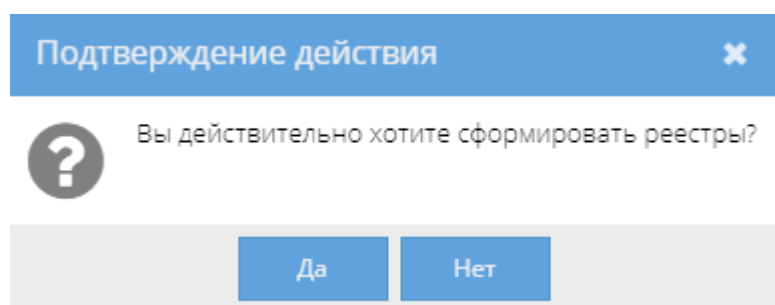 Подтверждение действия
Вы действительно хотите сформировать реестры?
Да
Нет